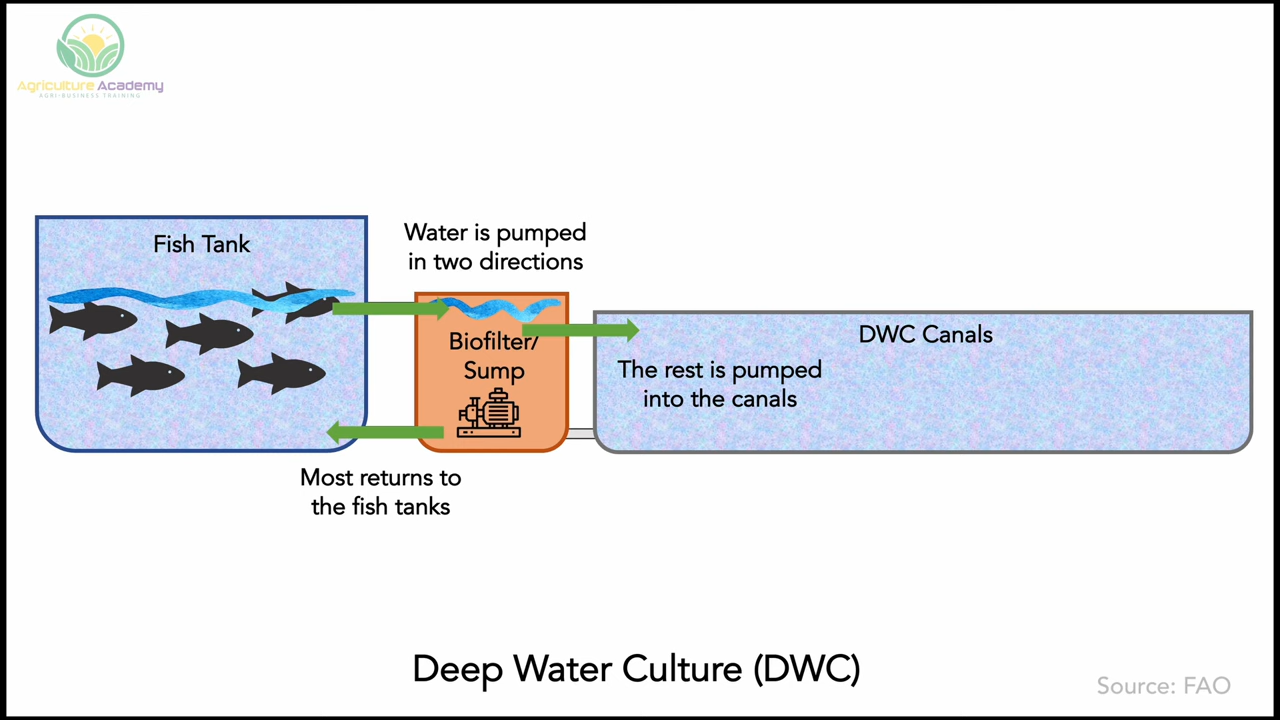 Agriculture Academy
AGRI-BUSINESS TRAINING
Fish Tank
Water is pumped
in two directions
Biofilter/
Sump
DWC Canals
The rest is pumped
into the canals
Most returns to
the fish tanks
Deep Water Culture (DWC)
Source: FAO